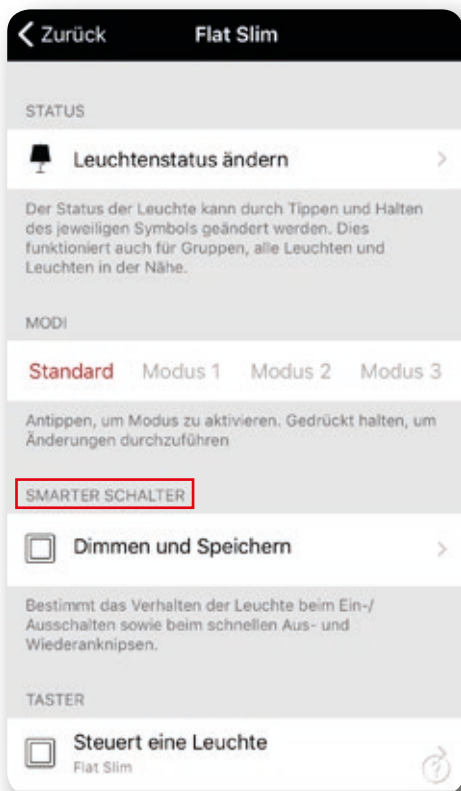 Zurück Flat Slim
STATUS
Leuchtenstatus ändern
Der Status der Leuchte kann durch Tippen und Halten
des jeweiligen Symbols geändert werden. Dies
funktioniert auch für Gruppen, alle Leuchten und
Leuchten in der Nähe.
MODI
Standard Modus 1 Modus 2 Modus 3
Antippen, um Modus zu aktivieren. Gedrückt halten, um
Änderungen durchzuführen
SMARTER SCHALTER
Dimmen und Speichern
Bestimmt das Verhalten der Leuchte beim Ein-/
Ausschalten sowie beim schnellen Aus- und
Wiederanknipsen.
TASTER
Steuert eine Leuchte
Flat Slim